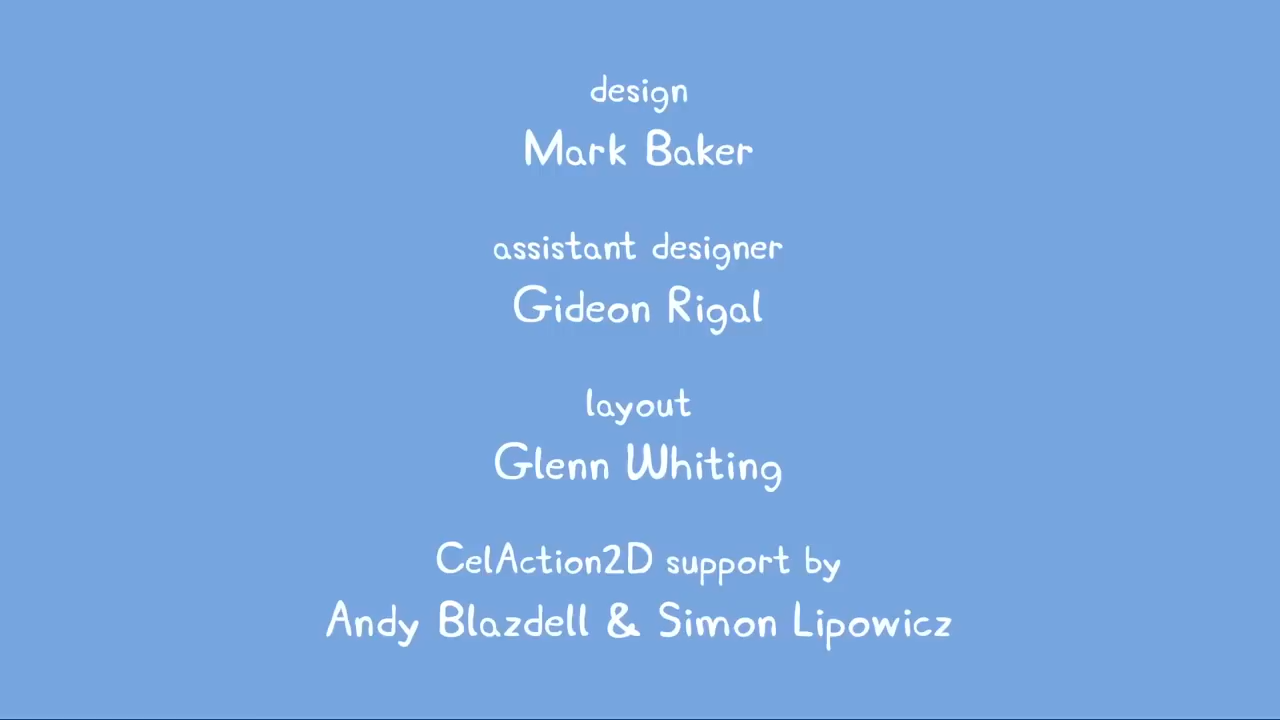 design
Mark Baker
assistant designer
Gideon Rigal
layout
Glenn Whiting
CelAction2D support by
Andy Blazdell & Simon Lipowicz